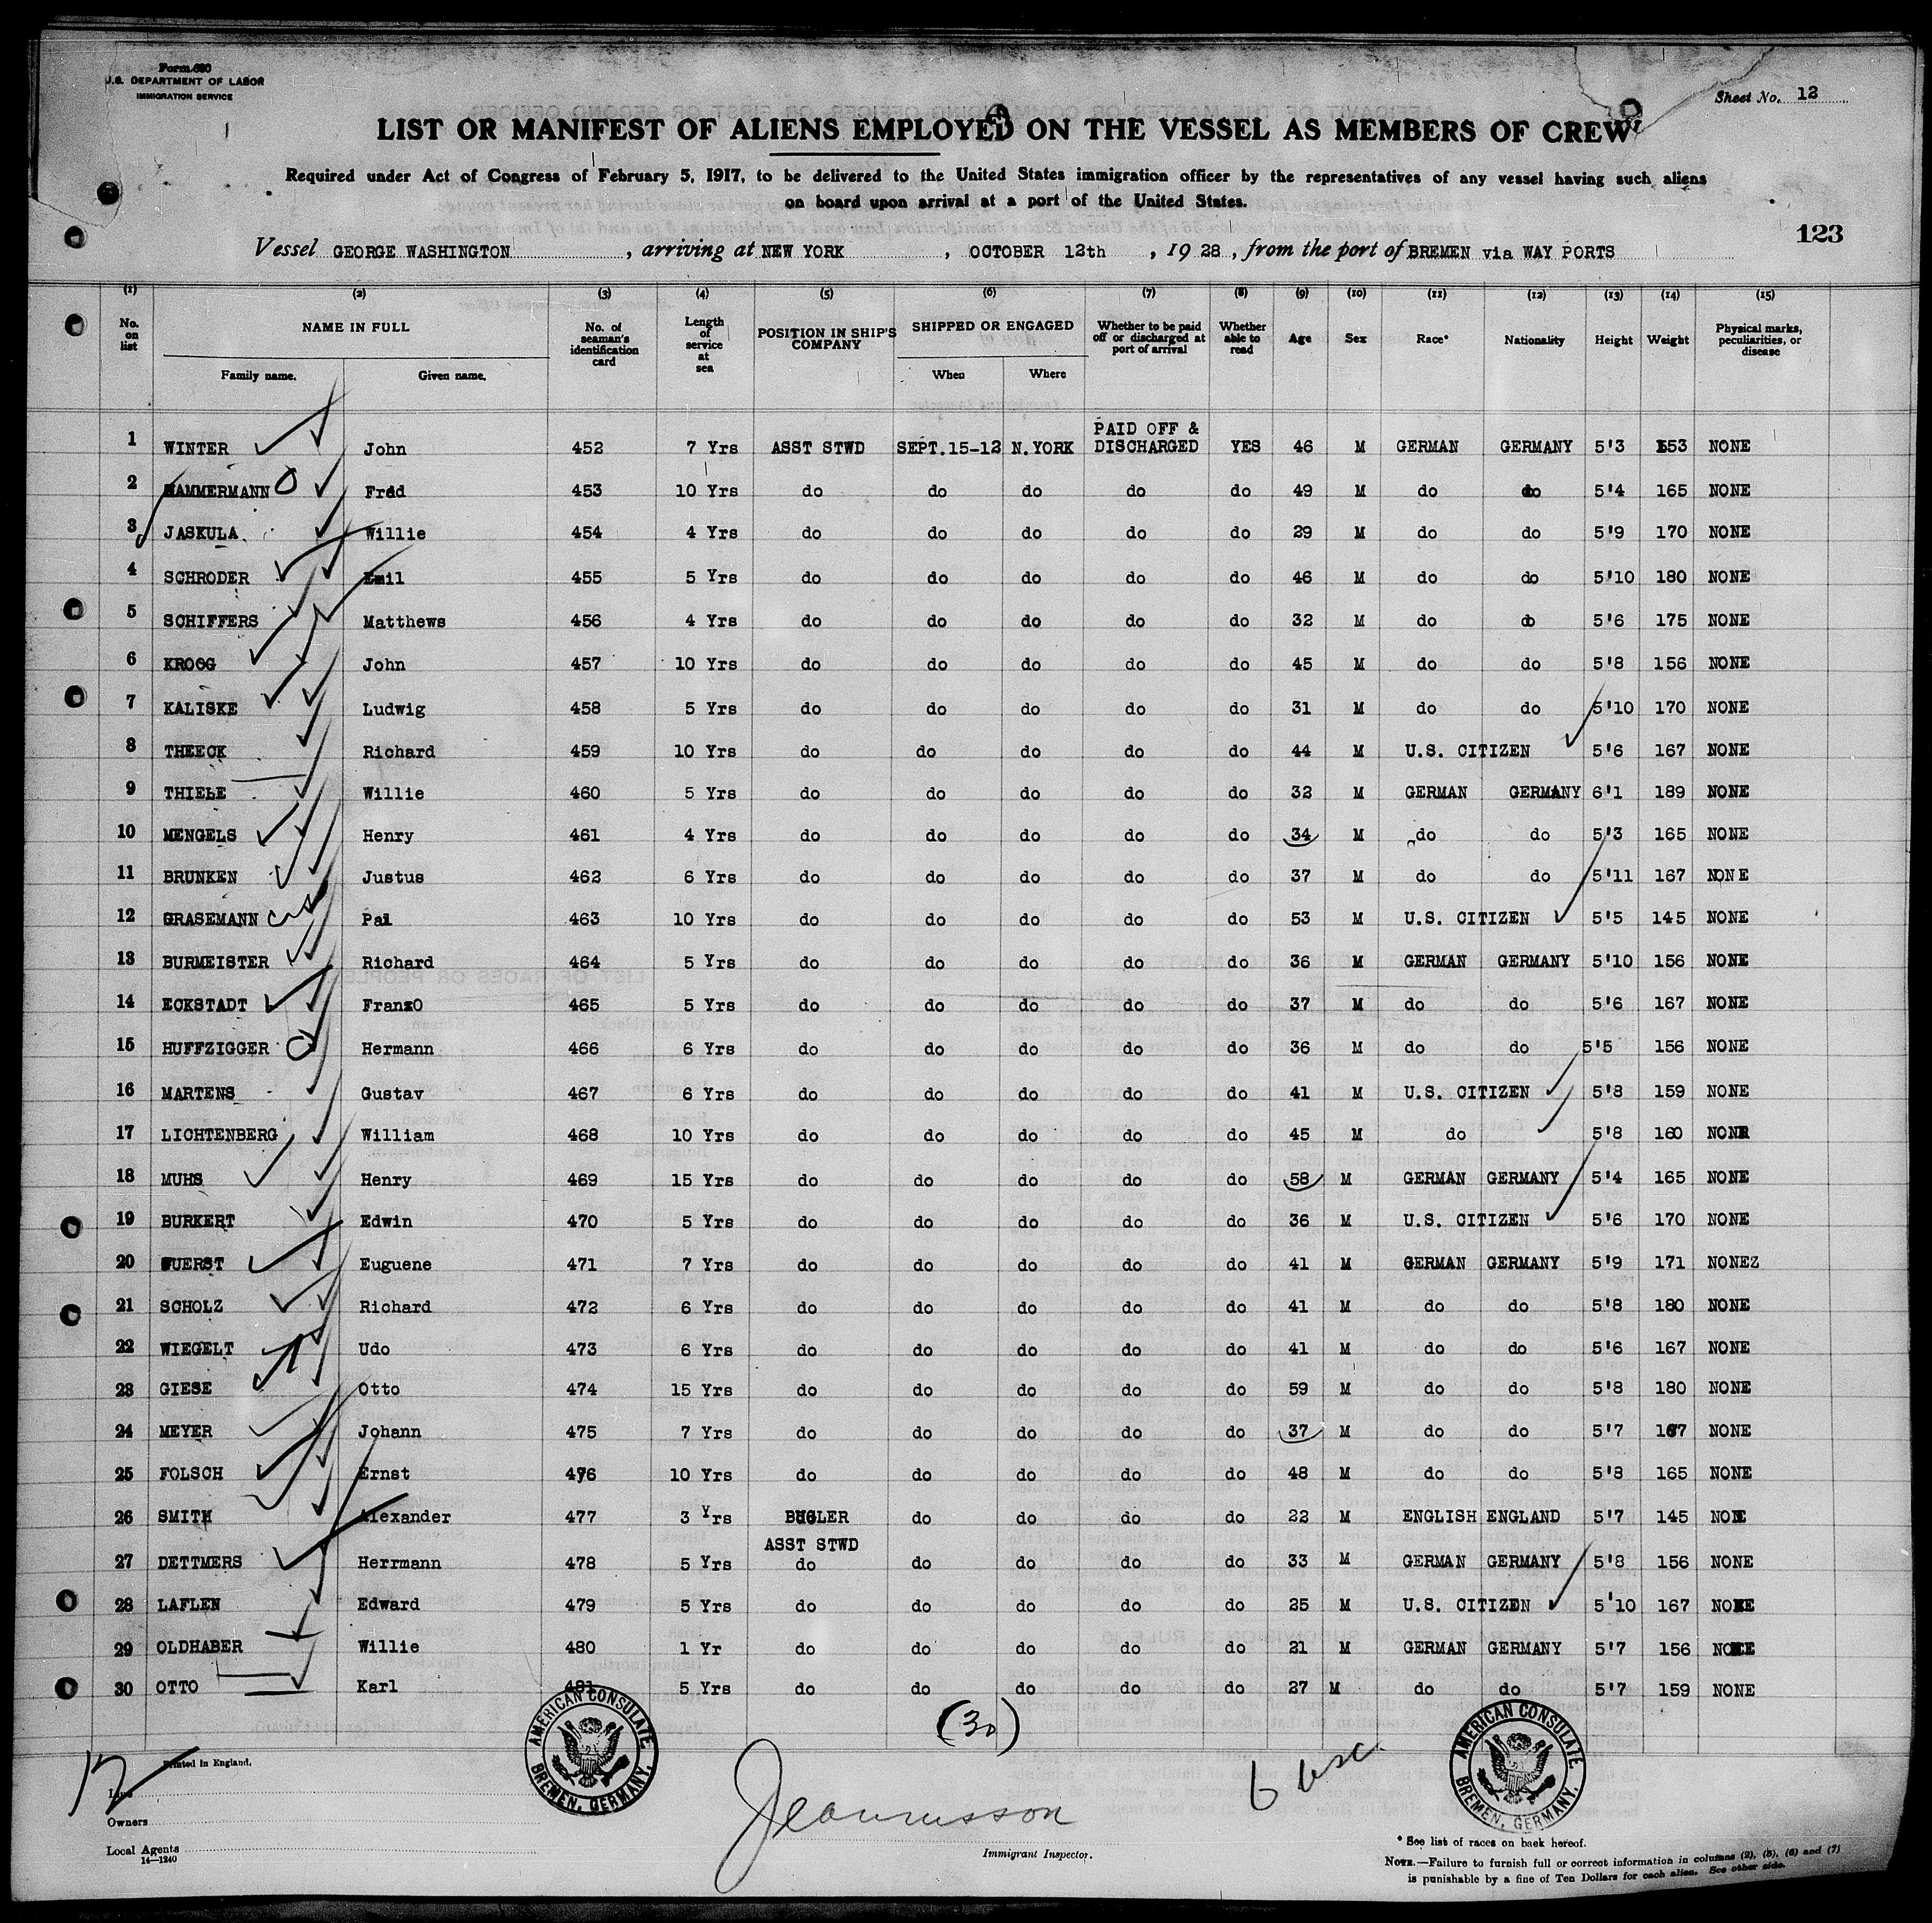 Form 680
U.S. DEPARTMENT OF LABOR
IMMIGRATION SERVICE
Sheet No. 12
LIST OR MANIFEST OF ALIENS EMPLOYED ON THE VESSEL AS MEMBERS OF CREW
Required under Act of Congress of February 5, 1917, to be delivered to the United States immigration officer by the representatives of any vessel having such aliens
on board upon arrival at a port of the United States.
123
Vessel GEORGE WASHINGTON, arriving at NEW YORK, OCTOBER 12th, 1928, from the port of BREMEN via WAY PORTS
(1) (2) (3) (4) (5) (6) (7) (8) (9) (10) (11) (12) (13) (14) (15)
No. on list NAME IN FULL No. of seaman's identification card Length of service at sea POSITION IN SHIP'S COMPANY SHIPPED OR ENGAGED Whether to be paid off or discharged at port of arrival Whether able to read Age Sex Race* Nationality Height Weight Physical marks, peculiarities, or disease
Family name. Given name. When Where
1 WINTER John 452 7 Yrs ASST STWD SEPT.15-12 N.YORK PAID OFF & DISCHARGED YES 46 M GERMAN GERMANY 5'3 153 NONE
2 HAMMERMANN Fred 453 10 Yrs do do do do do 49 M do do 5'4 165 NONE
3 JASKULA Willie 454 4 Yrs do do do do do 29 M do do 5'9 170 NONE
4 SCHRODER Emil 455 5 Yrs do do do do do 46 M do do 5'10 180 NONE
5 SCHIFFERS Matthews 456 4 Yrs do do do do do 32 M do do 5'6 175 NONE
6 KROGG John 457 10 Yrs do do do do do 45 M do do 5'8 156 NONE
7 KALISKE Ludwig 458 5 Yrs do do do do do 31 M do do 5'10 170 NONE
8 THEECK Richard 459 10 Yrs do do do do do 44 M U.S. CITIZEN 5'6 167 NONE
9 THIELE Willie 460 5 Yrs do do do do do 32 M GERMAN GERMANY 6'1 189 NONE
10 MENGELS Henry 461 4 Yrs do do do do do 34 M do do 5'3 165 NONE
11 BRUNKEN Justus 462 6 Yrs do do do do do 37 M do do 5'11 167 NONE
12 GRASEMANN Pal 463 10 Yrs do do do do do 53 M U.S. CITIZEN 5'5 145 NONE
13 BURMEISTER Richard 464 5 Yrs do do do do do 36 M GERMAN GERMANY 5'10 156 NONE
14 ECKSTADT FranzO 465 5 Yrs do do do do do 37 M do do 5'6 167 NONE
15 HUFFZIGGER Hermann 466 6 Yrs do do do do do 36 M do do 5'5 156 NONE
16 MARTENS Gustav 467 6 Yrs do do do do do 41 M U.S. CITIZEN 5'8 159 NONE
17 LICHTENBERG William 468 10 Yrs do do do do do 45 M do 5'8 160 NONE
18 MUHS Henry 469 15 Yrs do do do do do 58 M GERMAN GERMANY 5'4 165 NONE
19 BURKERT Edwin 470 5 Yrs do do do do do 36 M U.S. CITIZEN 5'6 170 NONE
20 FUERST Euguene 471 7 Yrs do do do do do 41 M GERMAN GERMANY 5'9 171 NONEZ
21 SCHOLZ Richard 472 6 Yrs do do do do do 41 M do do 5'8 180 NONE
22 WIEGELT Udo 473 6 Yrs do do do do do 41 M do do 5'6 167 NONE
23 GIESE Otto 474 15 Yrs do do do do do 59 M do do 5'8 180 NONE
24 MEYER Johann 475 7 Yrs do do do do do 37 M do do 5'7 167 NONE
25 FOLSCH Ernst 476 10 Yrs do do do do do 48 M do do 5'8 165 NONE
26 SMITH Alexander 477 3 Yrs BUGLER do do do do 22 M ENGLISH ENGLAND 5'7 145 NONE
27 DETTMERS Herrmann 478 5 Yrs ASST STWD do do do do do 33 M GERMAN GERMANY 5'8 156 NONE
28 LAFLEN Edward 479 5 Yrs do do do do do 25 M U.S. CITIZEN 5'10 167 NONE
29 OLDHABER Willie 480 1 Yr do do do do do 21 M GERMAN GERMANY 5'7 156 NONE
30 OTTO Karl 481 5 Yrs do do do do do 27 M do do 5'7 159 NONE
(30)
AMERICAN CONSULATE BREMEN, GERMANY.
AMERICAN CONSULATE BREMEN, GERMANY.
12
Printed in England.
Line
Owners
Local Agents
14—1240
6 usc.
Immigrant Inspector.
* See list of races on back hereof.
NOTE.—Failure to furnish full or correct information in columns (2), (5), (6) and (7)
is punishable by a fine of Ten Dollars for each alien. See other side.